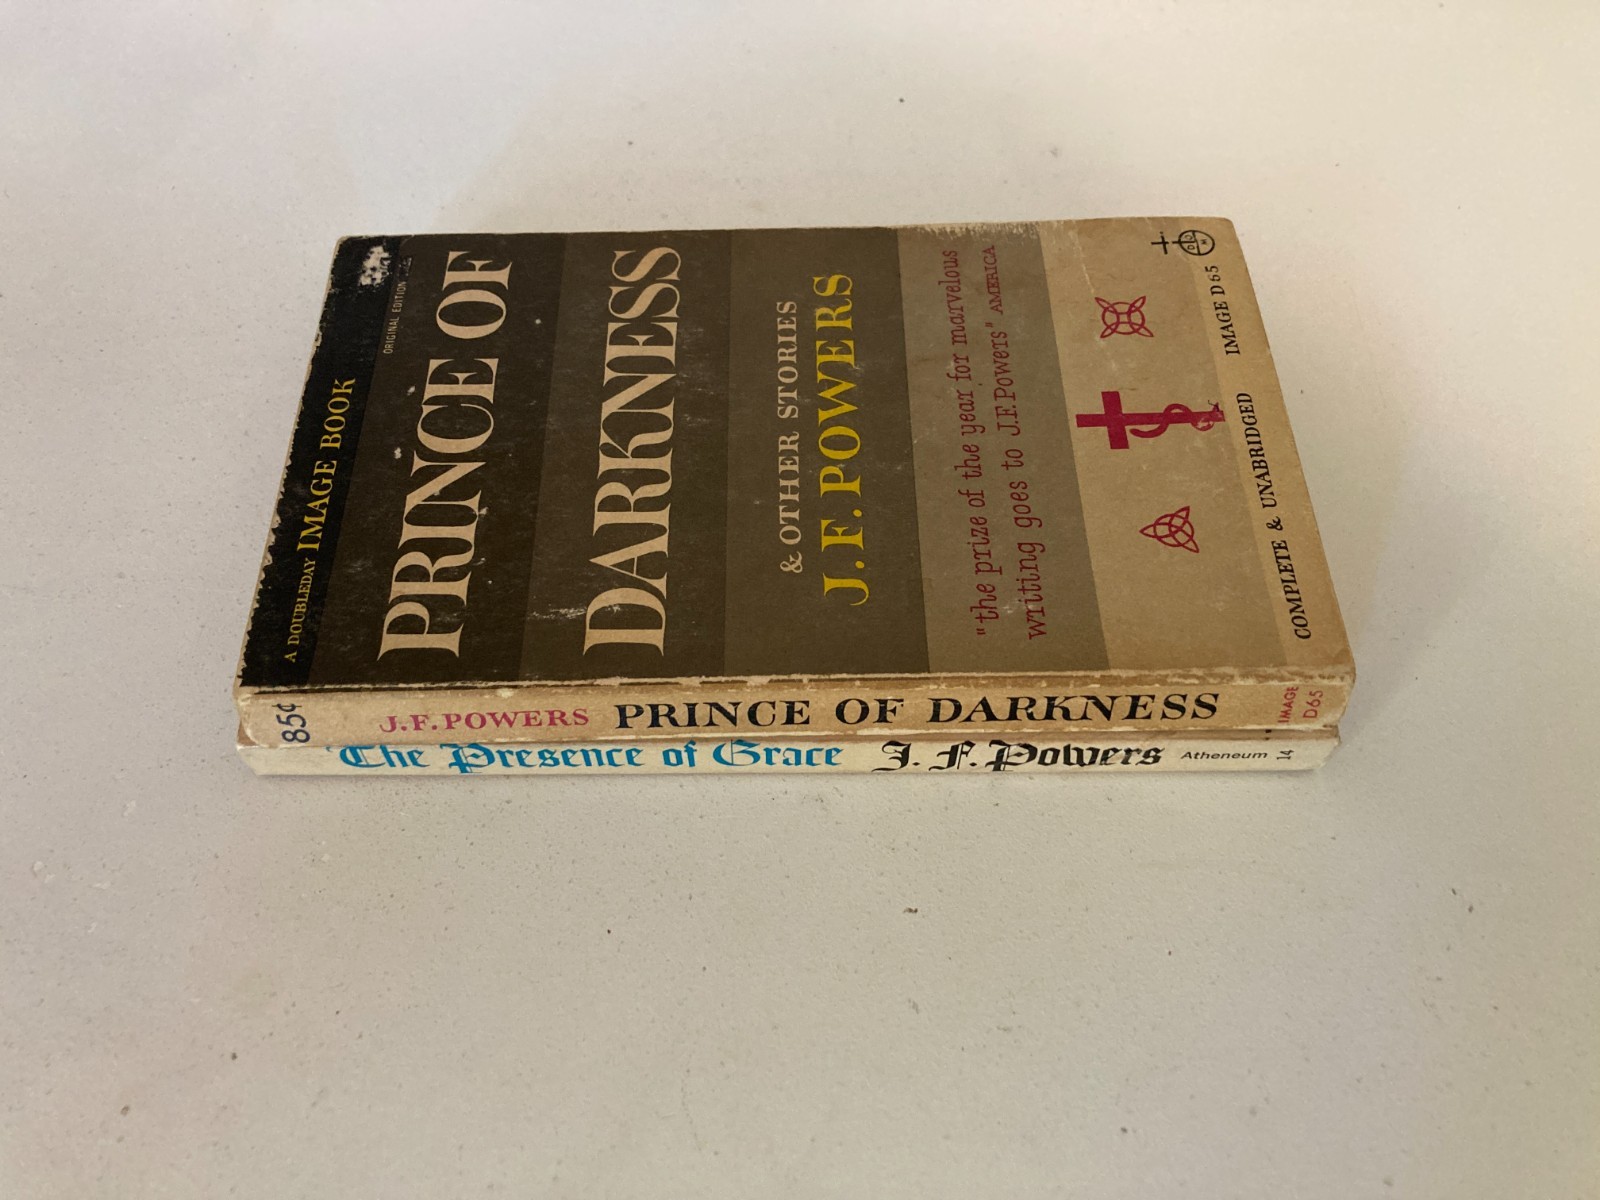 A DOUBLEDAY IMAGE BOOK
ORIGINAL EDITION
PRINCE OF
DARKNESS
& OTHER STORIES
J. F. POWERS
"the prize of the year for marvelous
writing goes to J.F. Powers" AMERICA
COMPLETE & UNABRIDGED IMAGE D65
85¢ J. F. POWERS PRINCE OF DARKNESS IMAGE D65
The Presence of Grace J. F. Powers Atheneum 14